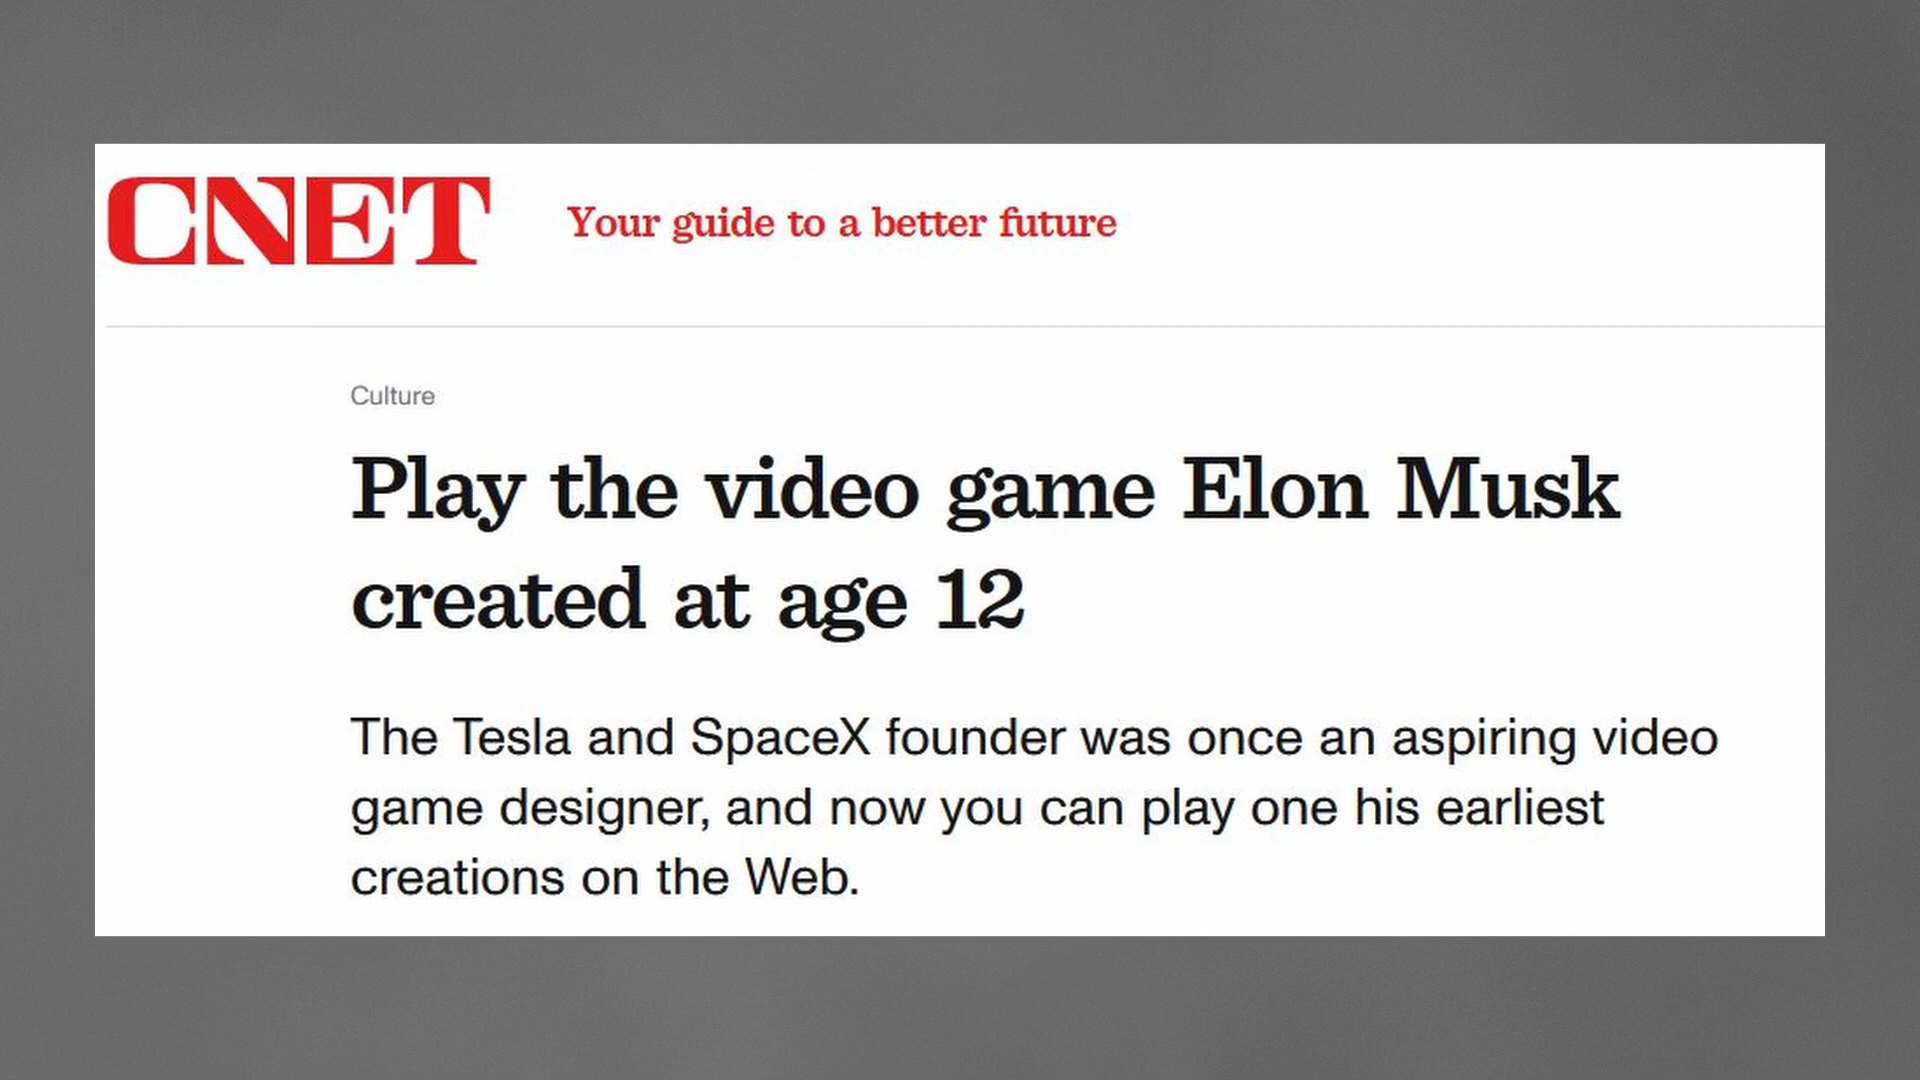 CNET
Your guide to a better future
Culture
Play the video game Elon Musk
created at age 12
The Tesla and SpaceX founder was once an aspiring video
game designer, and now you can play one his earliest
creations on the Web.